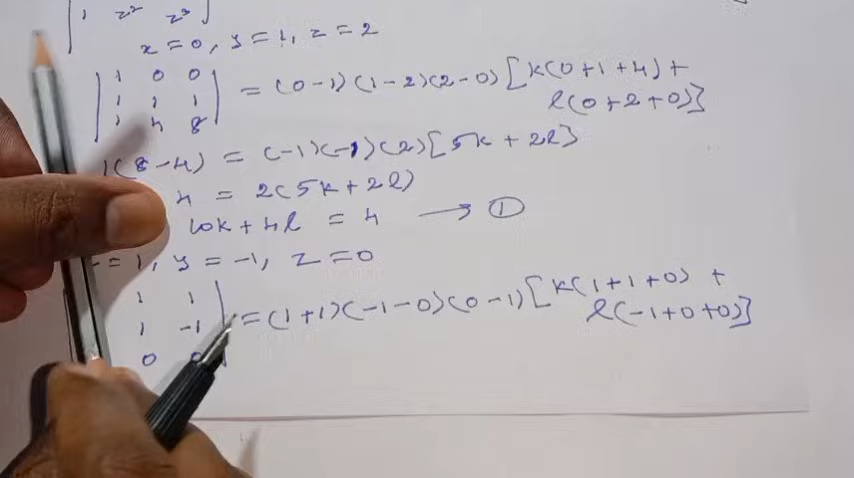 | 1 z² z³ |
x = 0, y = 1, z = 2
| 1 0 0 |
| 1 1 1 | = (0-1)(1-2)(2-0)[k(0+1+4) +
| 1 4 8 | l(0+2+0)]
1(8-4) = (-1)(-1)(2)[5k + 2l]
4 = 2(5k+2l)
10k + 4l = 4 → ①
= 1, y = -1, z = 0
1 1 |
1 -1 | = (1+1)(-1-0)(0-1)[k(1+1+0) +
0 l(-1+0+0)]